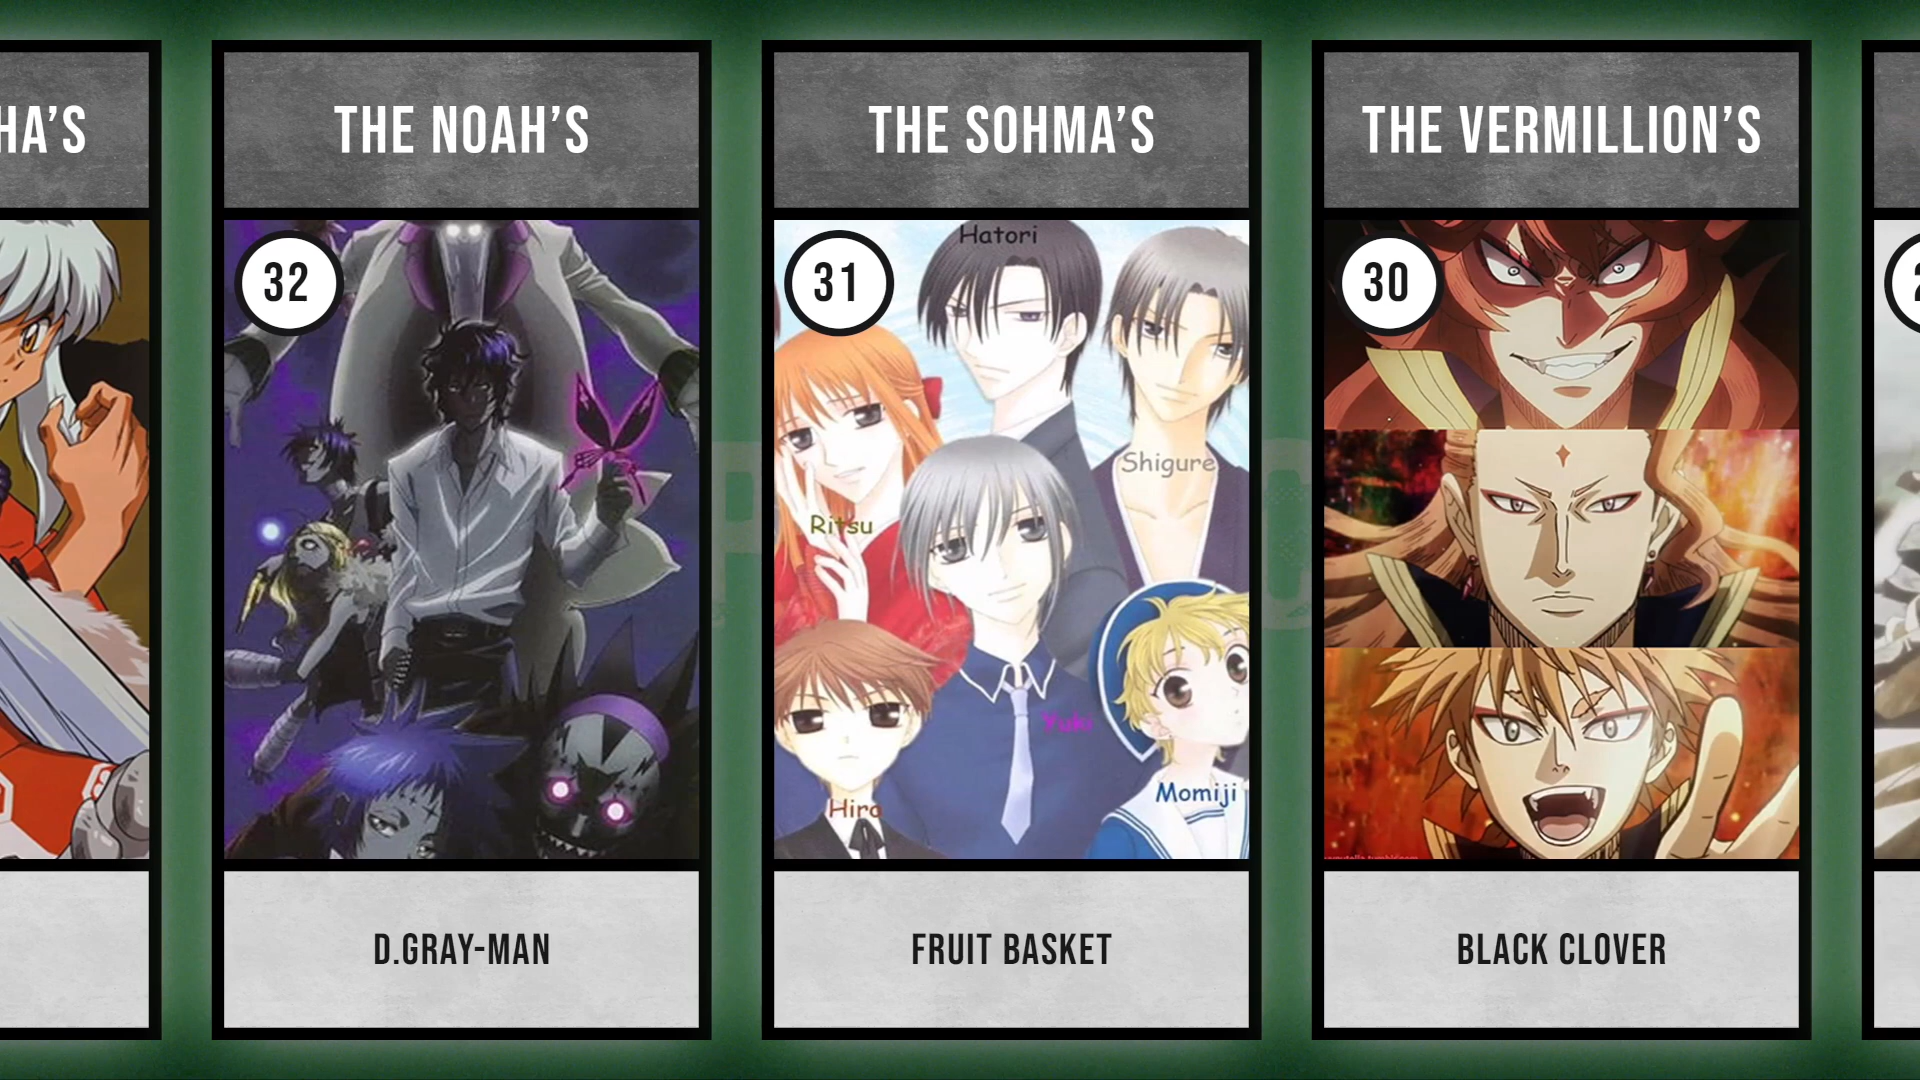 HA’S
THE NOAH’S
32
D.GRAY-MAN
THE SOHMA’S
31
Hatori
Shigure
Ritsu
Yuki
Momiji
Hiro
FRUIT BASKET
THE VERMILLION’S
30
BLACK CLOVER
2